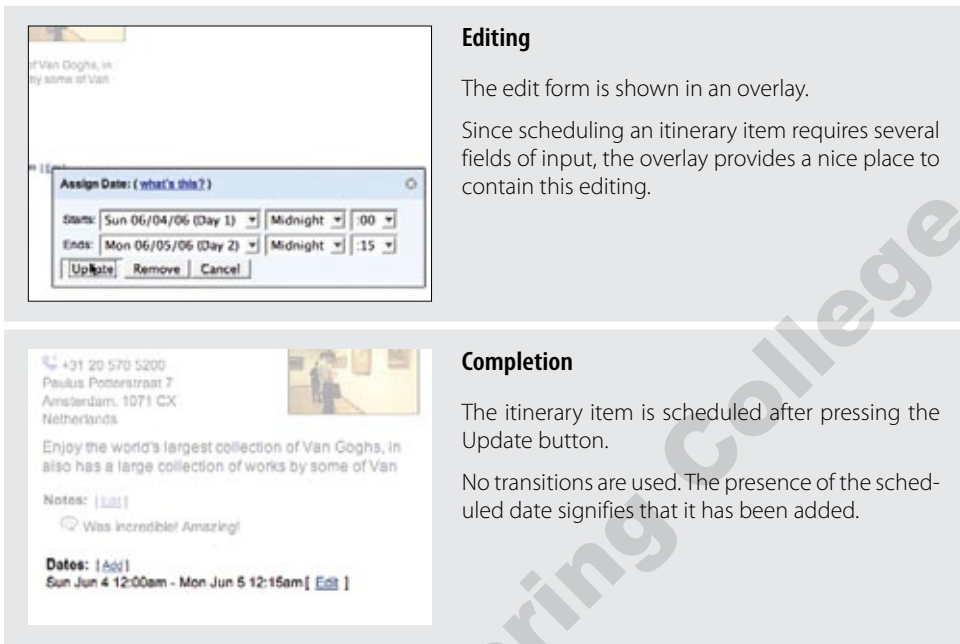 of Van Goghs, in
by some of Van
Assign Date: ( what's this? )
Starts: Sun 06/04/06 (Day 1) Midnight :00
Ends: Mon 06/05/06 (Day 2) Midnight :15
Update Remove Cancel
Editing
The edit form is shown in an overlay.
Since scheduling an itinerary item requires several
fields of input, the overlay provides a nice place to
contain this editing.
+31 20 570 5200
Paulus Potterstraat 7
Amsterdam, 1071 CX
Netherlands
Enjoy the world's largest collection of Van Goghs, in
also has a large collection of works by some of Van
Notes: [Edit]
Was incredible! Amazing!
Dates: [Add]
Sun Jun 4 12:00am - Mon Jun 5 12:15am [ Edit ]
Completion
The itinerary item is scheduled after pressing the
Update button.
No transitions are used. The presence of the sched-
uled date signifies that it has been added.
ring College